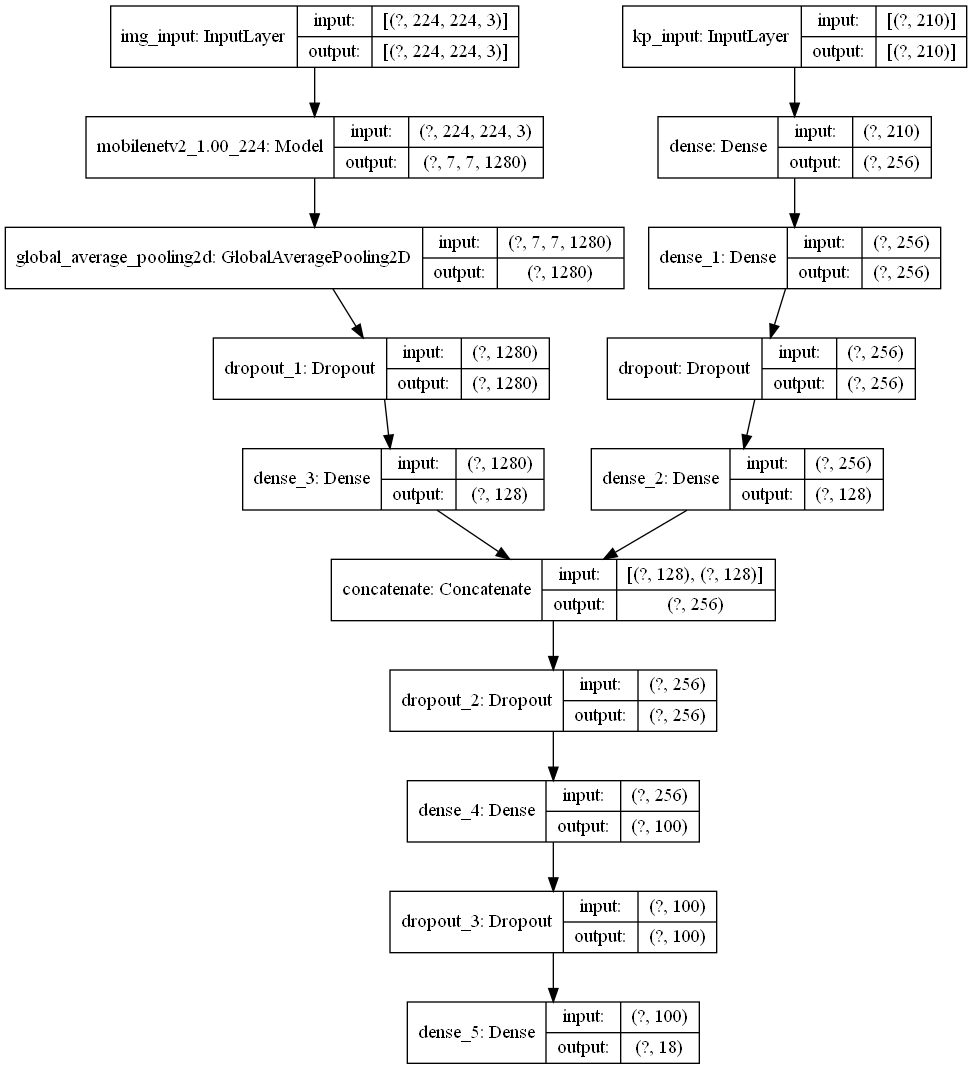 img_input: InputLayer
input:
[(?, 224, 224, 3)]
output:
[(?, 224, 224, 3)]
kp_input: InputLayer
input:
[(?, 210)]
output:
[(?, 210)]
mobilenetv2_1.00_224: Model
input:
(?, 224, 224, 3)
output:
(?, 7, 7, 1280)
dense: Dense
input:
(?, 210)
output:
(?, 256)
global_average_pooling2d: GlobalAveragePooling2D
input:
(?, 7, 7, 1280)
output:
(?, 1280)
dense_1: Dense
input:
(?, 256)
output:
(?, 256)
dropout_1: Dropout
input:
(?, 1280)
output:
(?, 1280)
dropout: Dropout
input:
(?, 256)
output:
(?, 256)
dense_3: Dense
input:
(?, 1280)
output:
(?, 128)
dense_2: Dense
input:
(?, 256)
output:
(?, 128)
concatenate: Concatenate
input:
[(?, 128), (?, 128)]
output:
(?, 256)
dropout_2: Dropout
input:
(?, 256)
output:
(?, 256)
dense_4: Dense
input:
(?, 256)
output:
(?, 100)
dropout_3: Dropout
input:
(?, 100)
output:
(?, 100)
dense_5: Dense
input:
(?, 100)
output:
(?, 18)